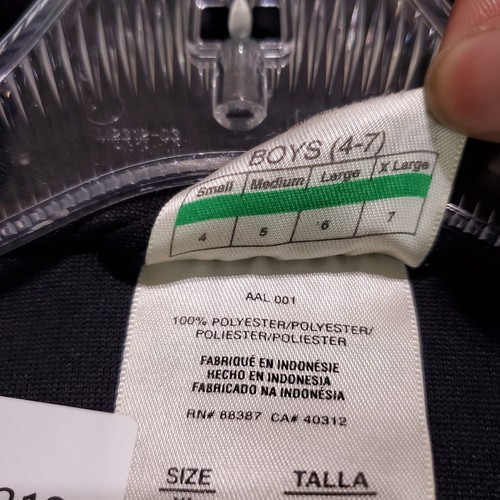 BOYS (4-7)
Small Medium Large X Large
4 5 6 7
AAL 001
100% POLYESTER/POLYESTER/
POLIESTER/POLIESTER
FABRIQUÉ EN INDONÉSIE
HECHO EN INDONESIA
FABRICADO NA INDONESIA
RN# 88387 CA# 40312
SIZE TALLA